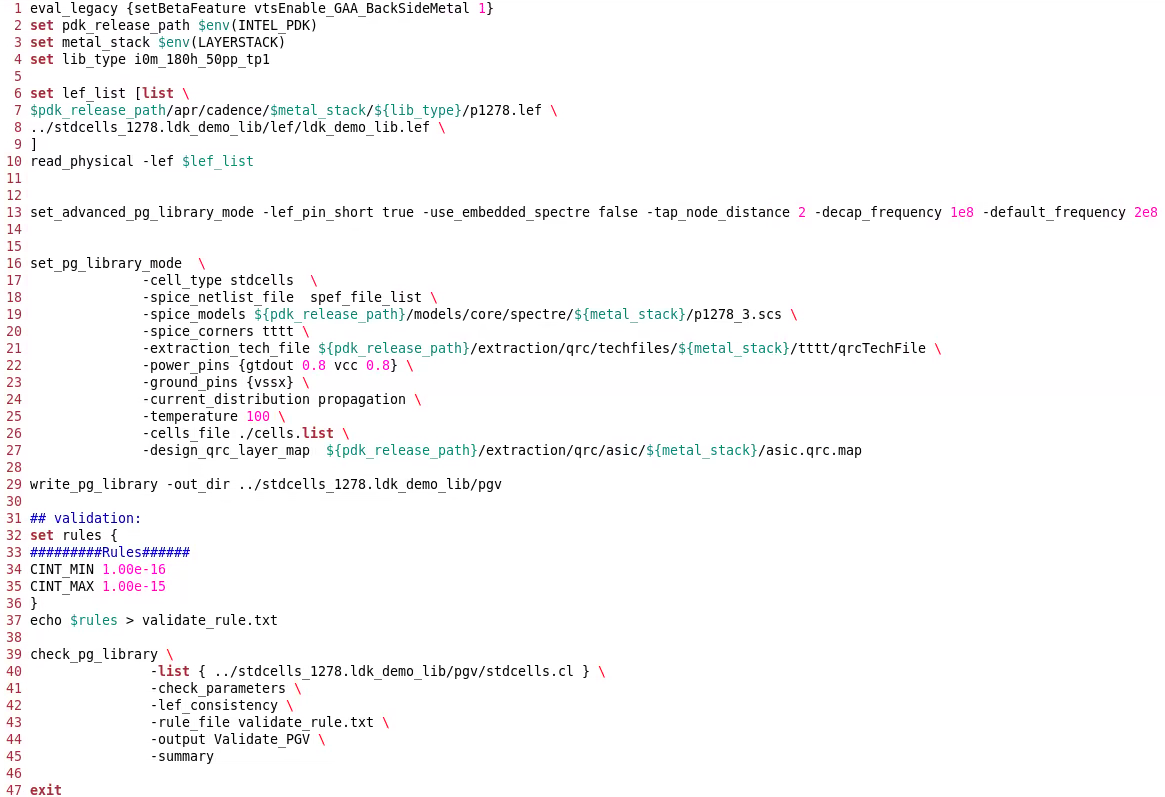 1 eval_legacy {setBetaFeature vtsEnable_GAA_BackSideMetal 1}
2 set pdk_release_path $env(INTEL_PDK)
3 set metal_stack $env(LAYERSTACK)
4 set lib_type i0m_180h_50pp_tp1
5
6 set lef_list [list \
7 $pdk_release_path/apr/cadence/$metal_stack/${lib_type}/p1278.lef \
8 ../stdcells_1278.ldk_demo_lib/lef/ldk_demo_lib.lef \
9 ]
10 read_physical -lef $lef_list
11
12
13 set_advanced_pg_library_mode -lef_pin_short true -use_embedded_spectre false -tap_node_distance 2 -decap_frequency 1e8 -default_frequency 2e8
14
15
16 set_pg_library_mode  \
17               -cell_type stdcells  \
18               -spice_netlist_file  spef_file_list \
19               -spice_models ${pdk_release_path}/models/core/spectre/${metal_stack}/p1278_3.scs \
20               -spice_corners tttt \
21               -extraction_tech_file ${pdk_release_path}/extraction/qrc/techfiles/${metal_stack}/tttt/qrcTechFile \
22               -power_pins {gtdout 0.8 vcc 0.8} \
23               -ground_pins {vssx} \
24               -current_distribution propagation \
25               -temperature 100 \
26               -cells_file ./cells.list \
27               -design_qrc_layer_map  ${pdk_release_path}/extraction/qrc/asic/${metal_stack}/asic.qrc.map
28
29 write_pg_library -out_dir ../stdcells_1278.ldk_demo_lib/pgv
30
31 ## validation:
32 set rules {
33 #########Rules######
34 CINT_MIN 1.00e-16
35 CINT_MAX 1.00e-15
36 }
37 echo $rules > validate_rule.txt
38
39 check_pg_library \
40                -list { ../stdcells_1278.ldk_demo_lib/pgv/stdcells.cl } \
41                -check_parameters \
42                -lef_consistency \
43                -rule_file validate_rule.txt \
44                -output Validate_PGV \
45                -summary
46
47 exit